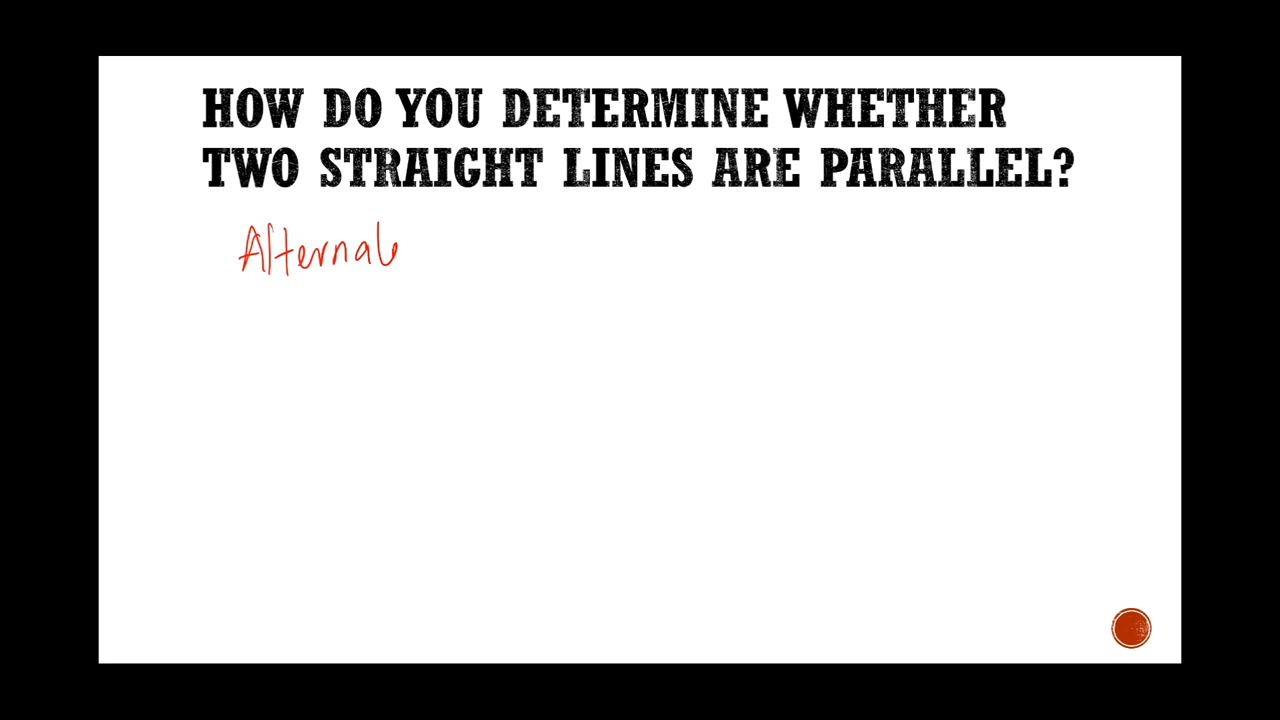 HOW DO YOU DETERMINE WHETHER
TWO STRAIGHT LINES ARE PARALLEL?
Alternate